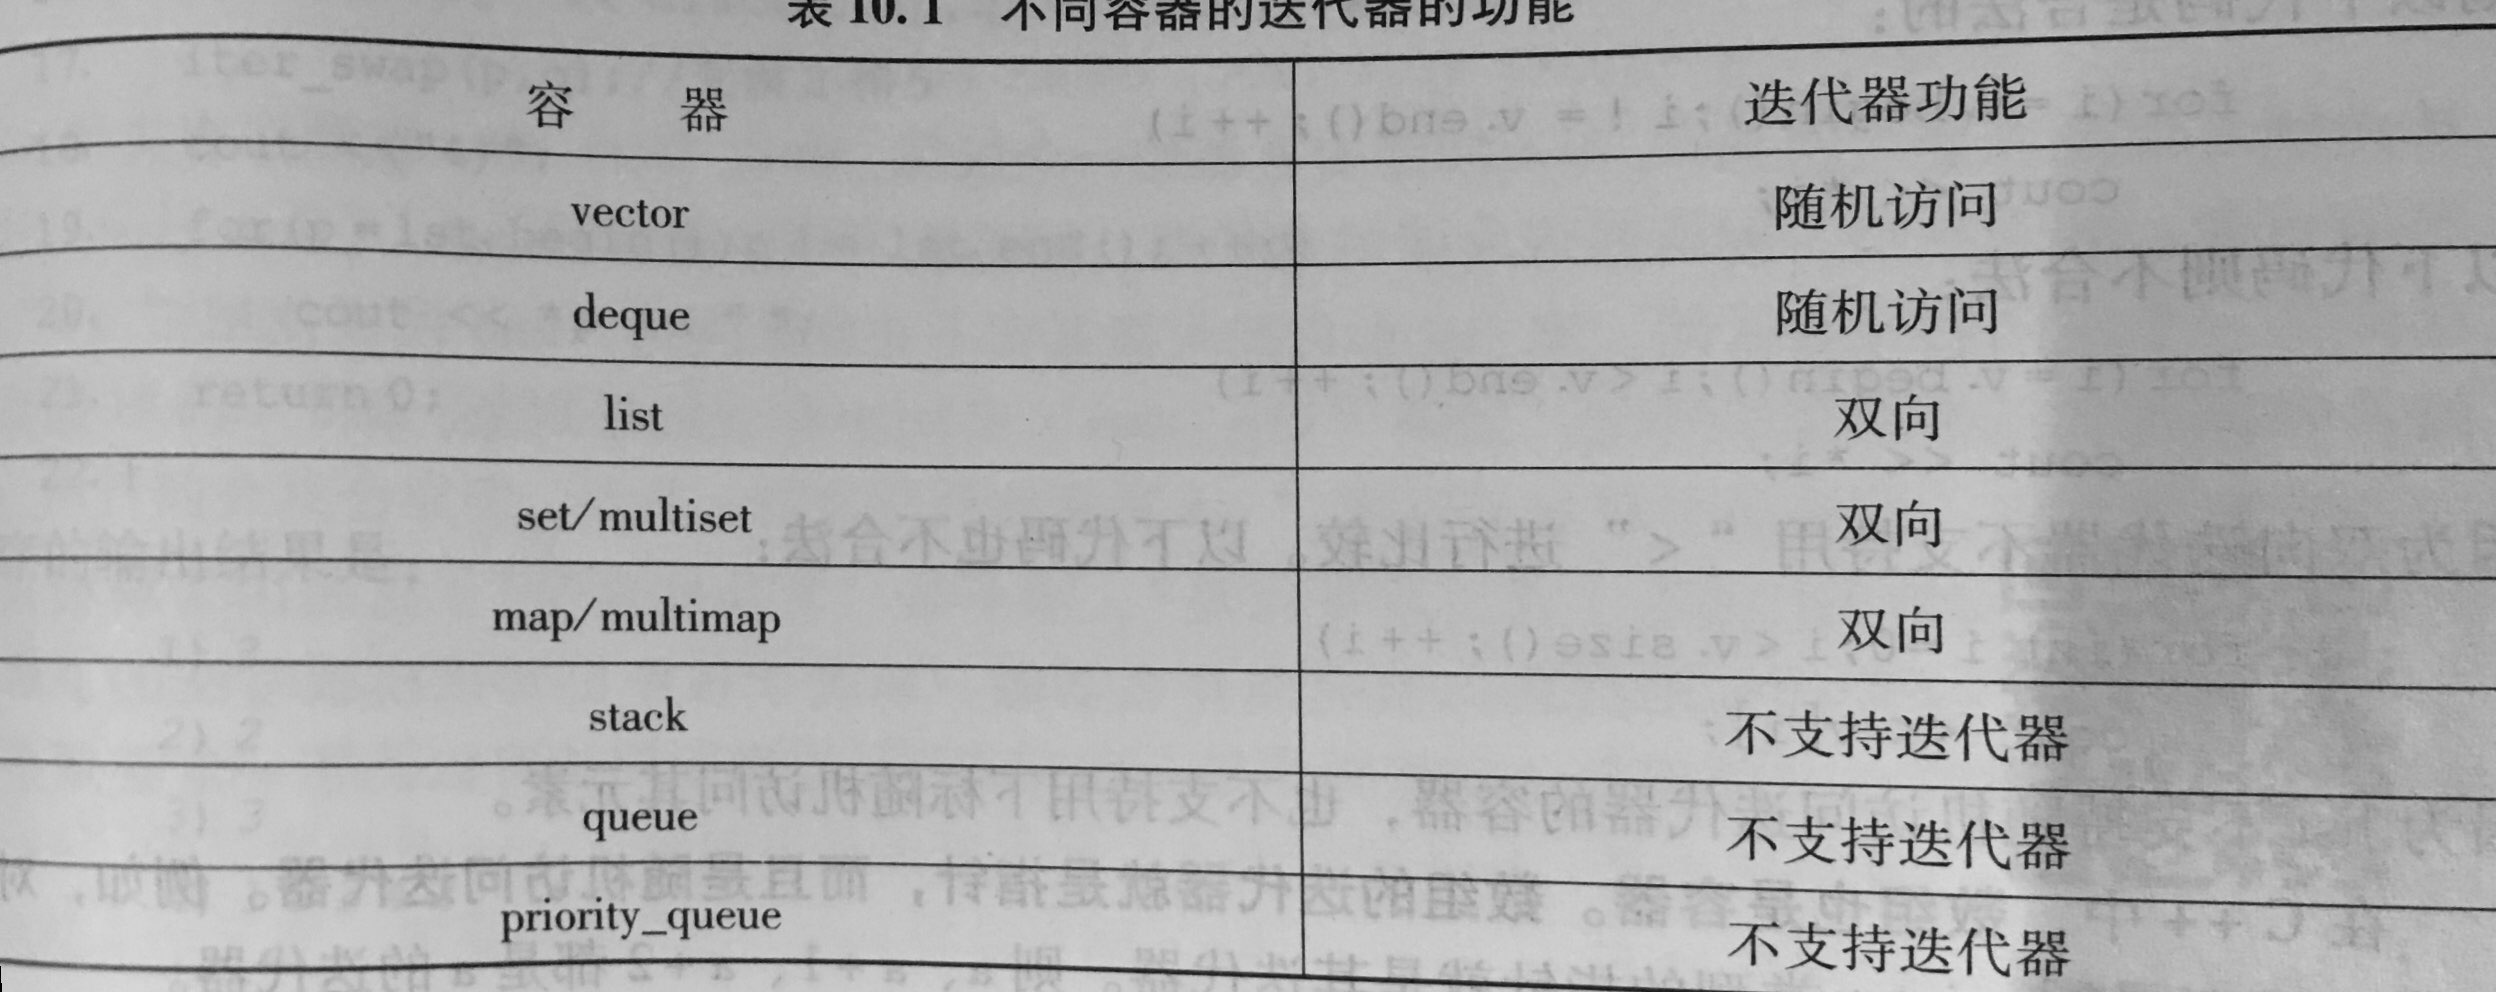 表 10.1 不同容器的迭代器的功能
容 器 迭代器功能
vector 随机访问
deque 随机访问
list 双向
set/multiset 双向
map/multimap 双向
stack 不支持迭代器
queue 不支持迭代器
priority_queue 不支持迭代器